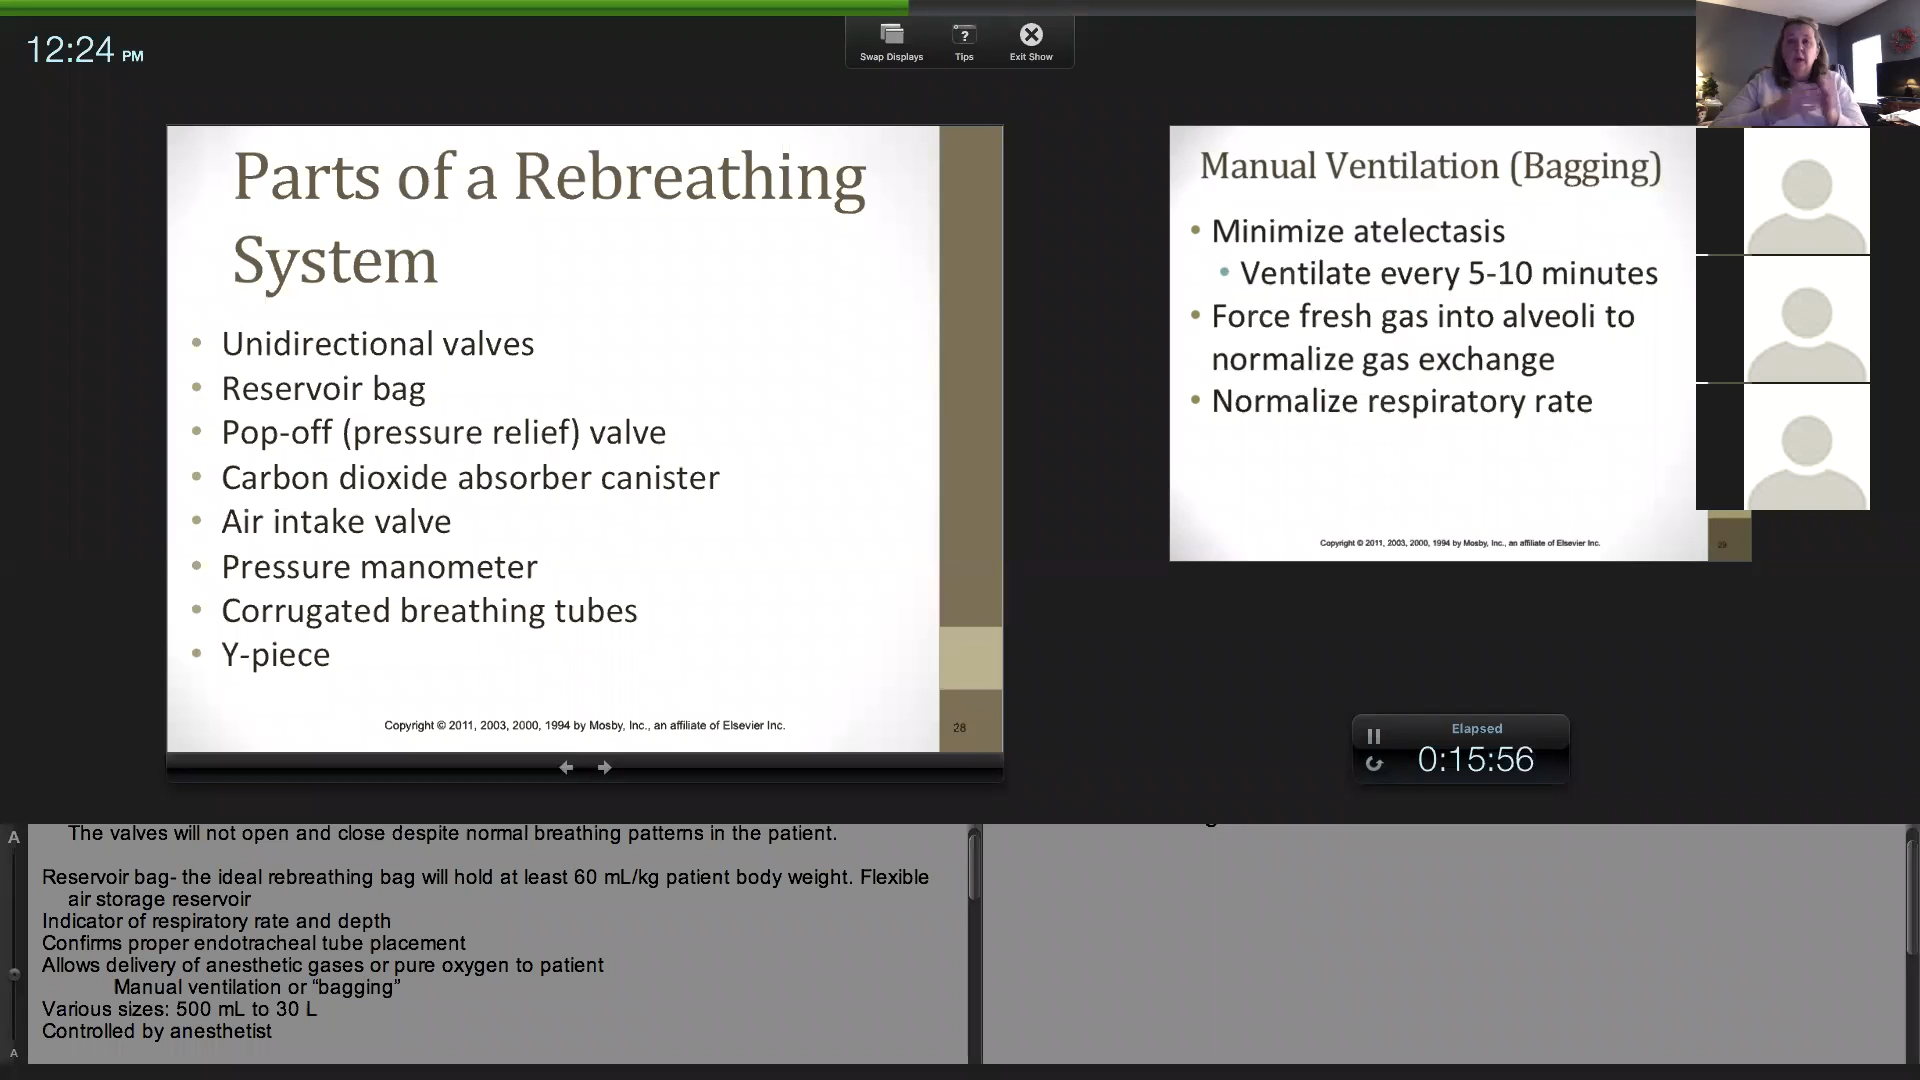 12:24 PM
Swap Displays
Tips
Exit Show
Parts of a Rebreathing
System
• Unidirectional valves
• Reservoir bag
• Pop-off (pressure relief) valve
• Carbon dioxide absorber canister
• Air intake valve
• Pressure manometer
• Corrugated breathing tubes
• Y-piece
Copyright © 2011, 2003, 2000, 1994 by Mosby, Inc., an affiliate of Elsevier Inc.
28
Manual Ventilation (Bagging)
• Minimize atelectasis
• Ventilate every 5-10 minutes
• Force fresh gas into alveoli to
normalize gas exchange
• Normalize respiratory rate
Copyright © 2011, 2003, 2000, 1994 by Mosby, Inc., an affiliate of Elsevier Inc.
29
Elapsed
0:15:56
A
The valves will not open and close despite normal breathing patterns in the patient.
Reservoir bag- the ideal rebreathing bag will hold at least 60 mL/kg patient body weight. Flexible
air storage reservoir
Indicator of respiratory rate and depth
Confirms proper endotracheal tube placement
Allows delivery of anesthetic gases or pure oxygen to patient
Manual ventilation or “bagging”
Various sizes: 500 mL to 30 L
Controlled by anesthetist
A